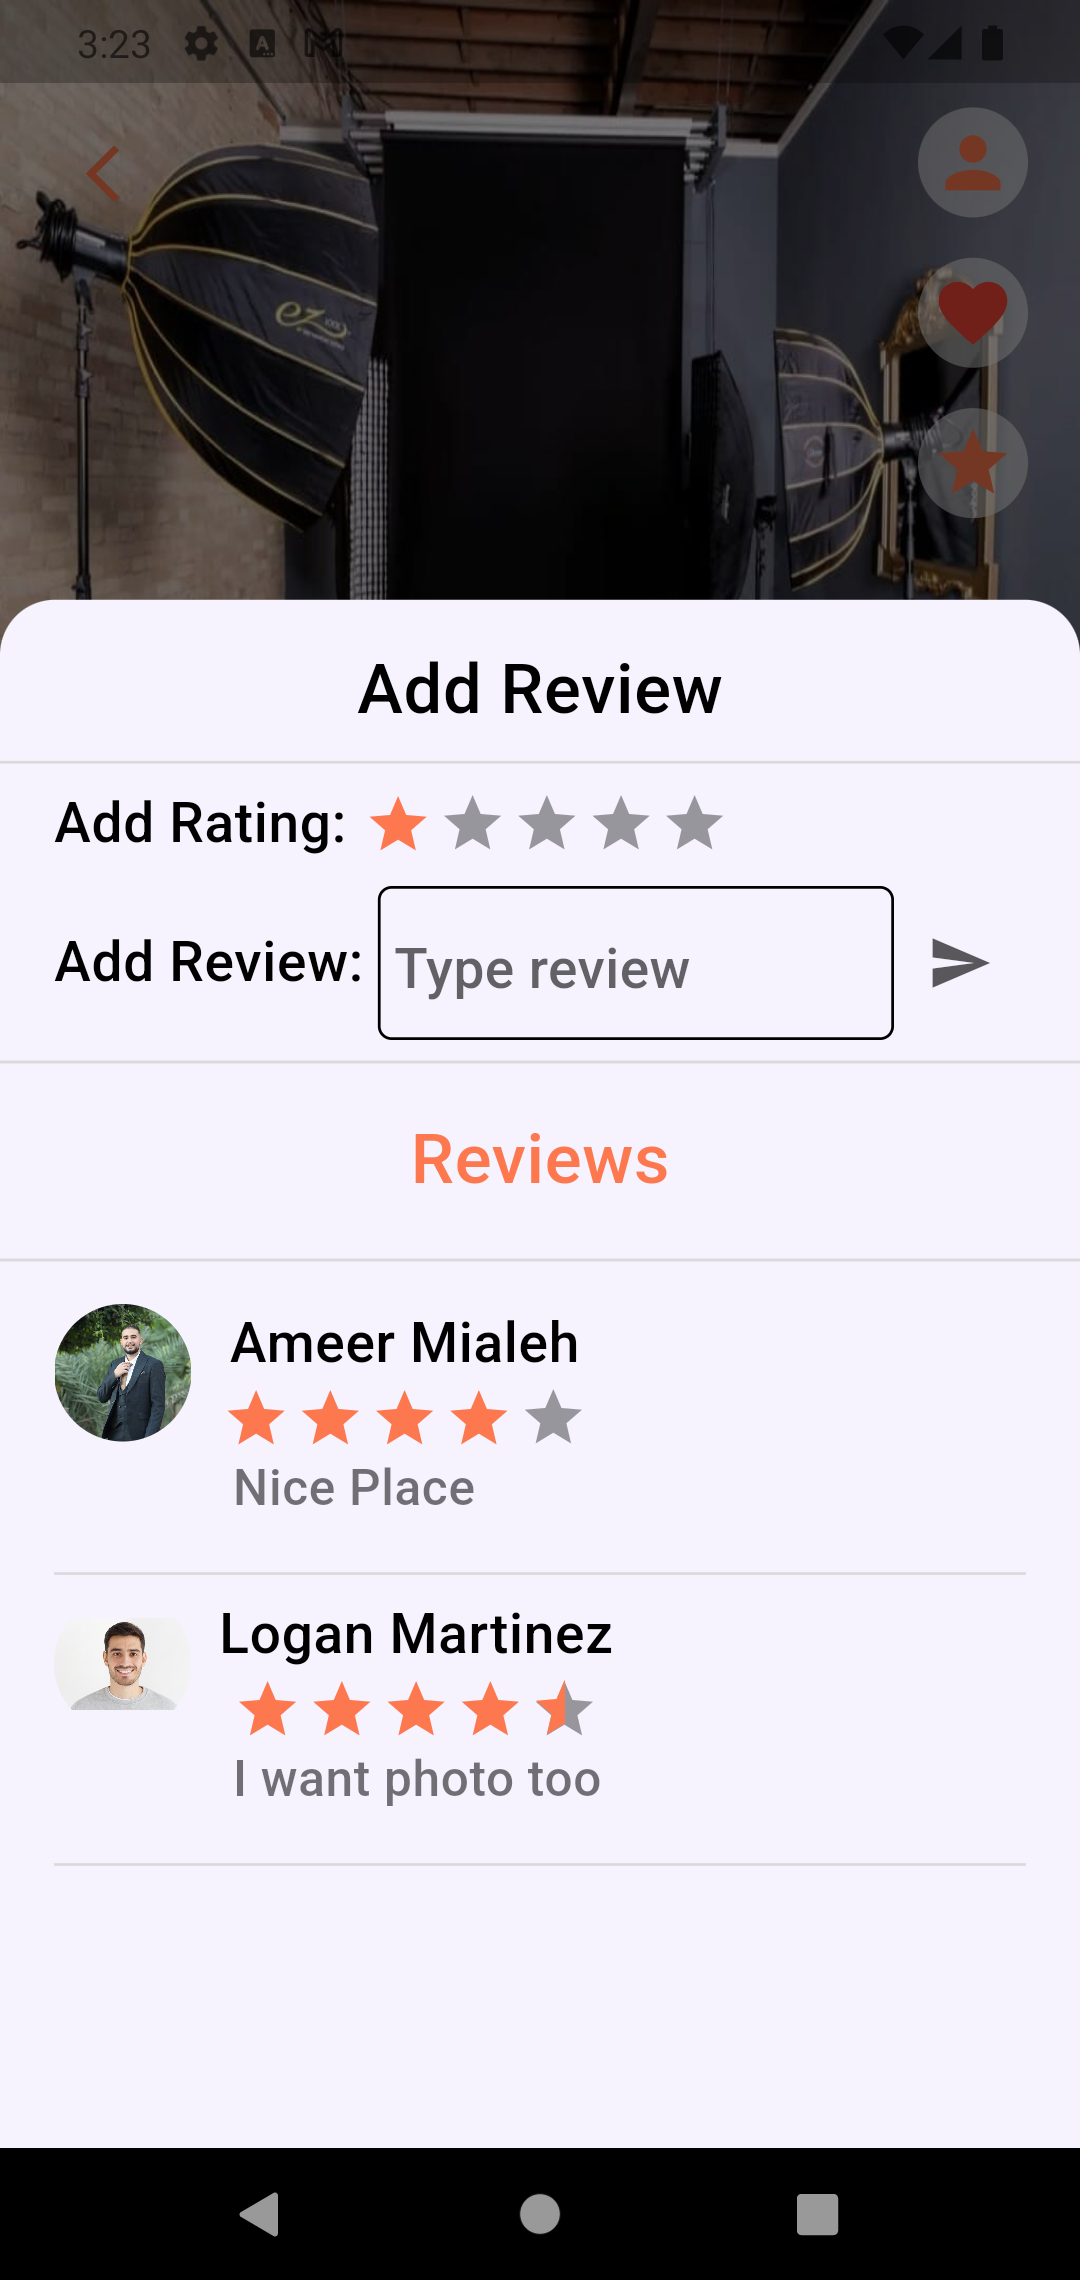 3:23
ez
Add Review
Add Rating:
Add Review:
Type review
Reviews
Ameer Mialeh
Nice Place
Logan Martinez
I want photo too